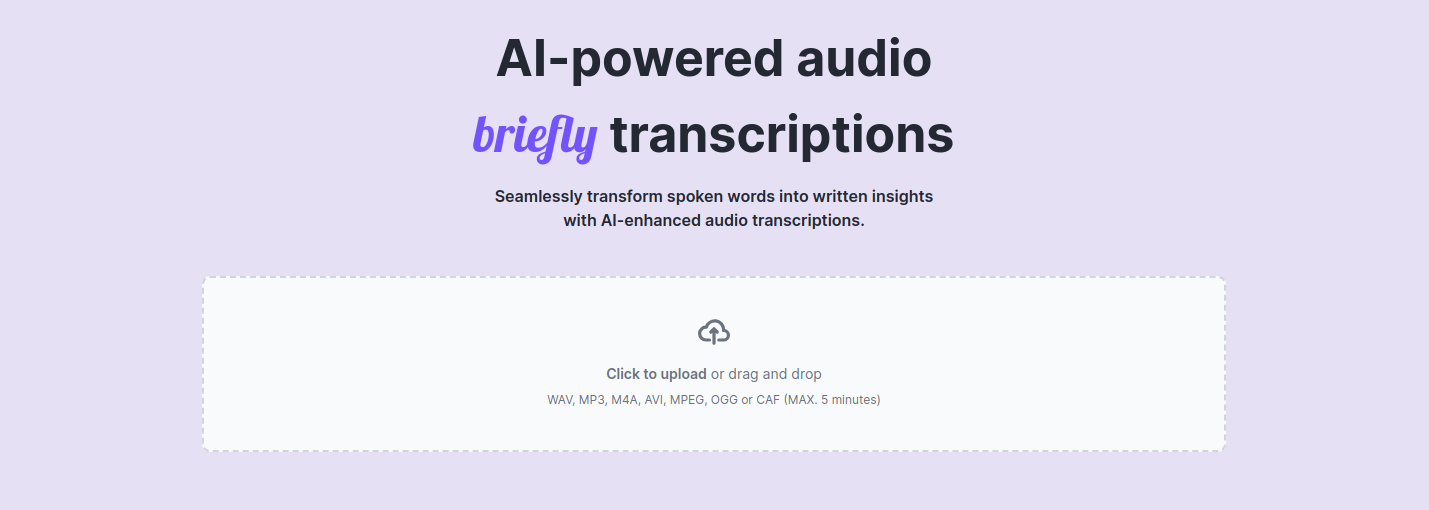 AI-powered audio
briefly transcriptions
Seamlessly transform spoken words into written insights
with AI-enhanced audio transcriptions.
Click to upload or drag and drop
WAV, MP3, M4A, AVI, MPEG, OGG or CAF (MAX. 5 minutes)